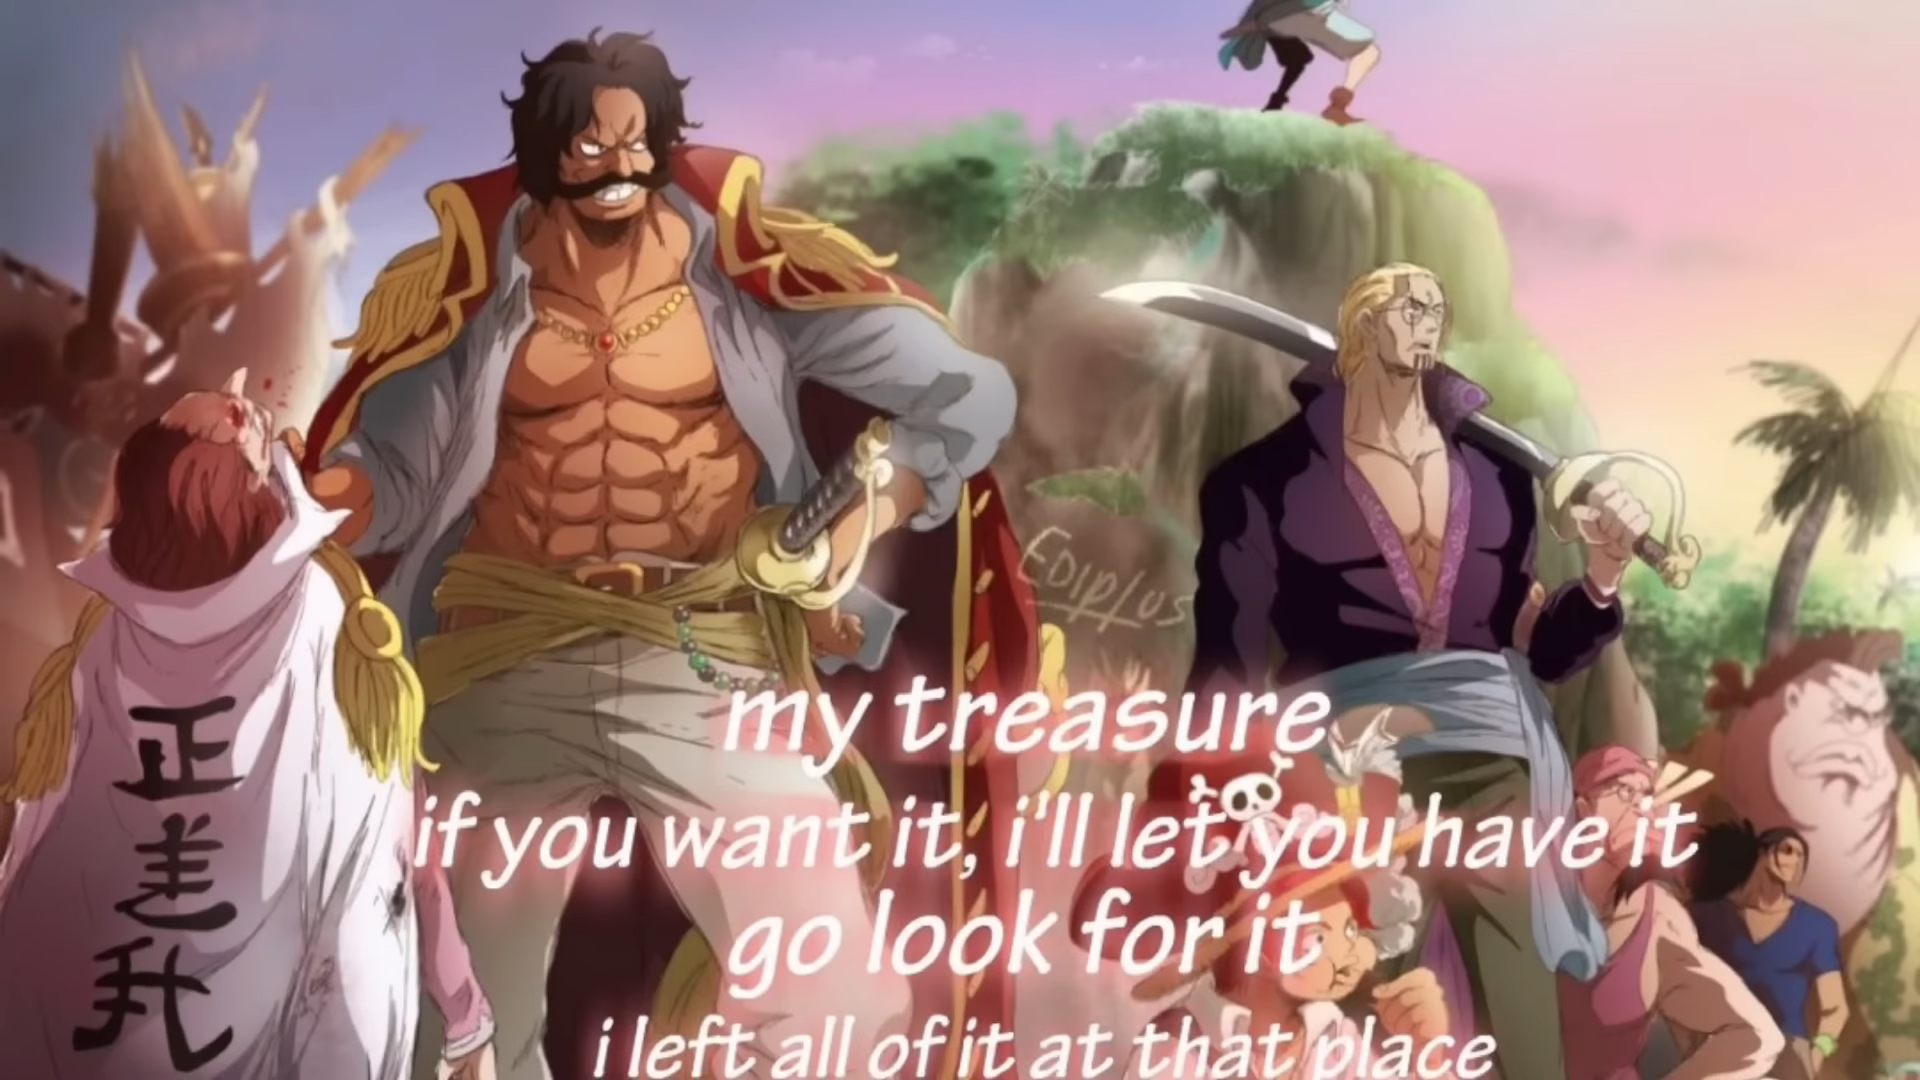 正
義
Ediplus
my treasure
if you want it, i'll let you have it
go look for it
i left all of it at that place